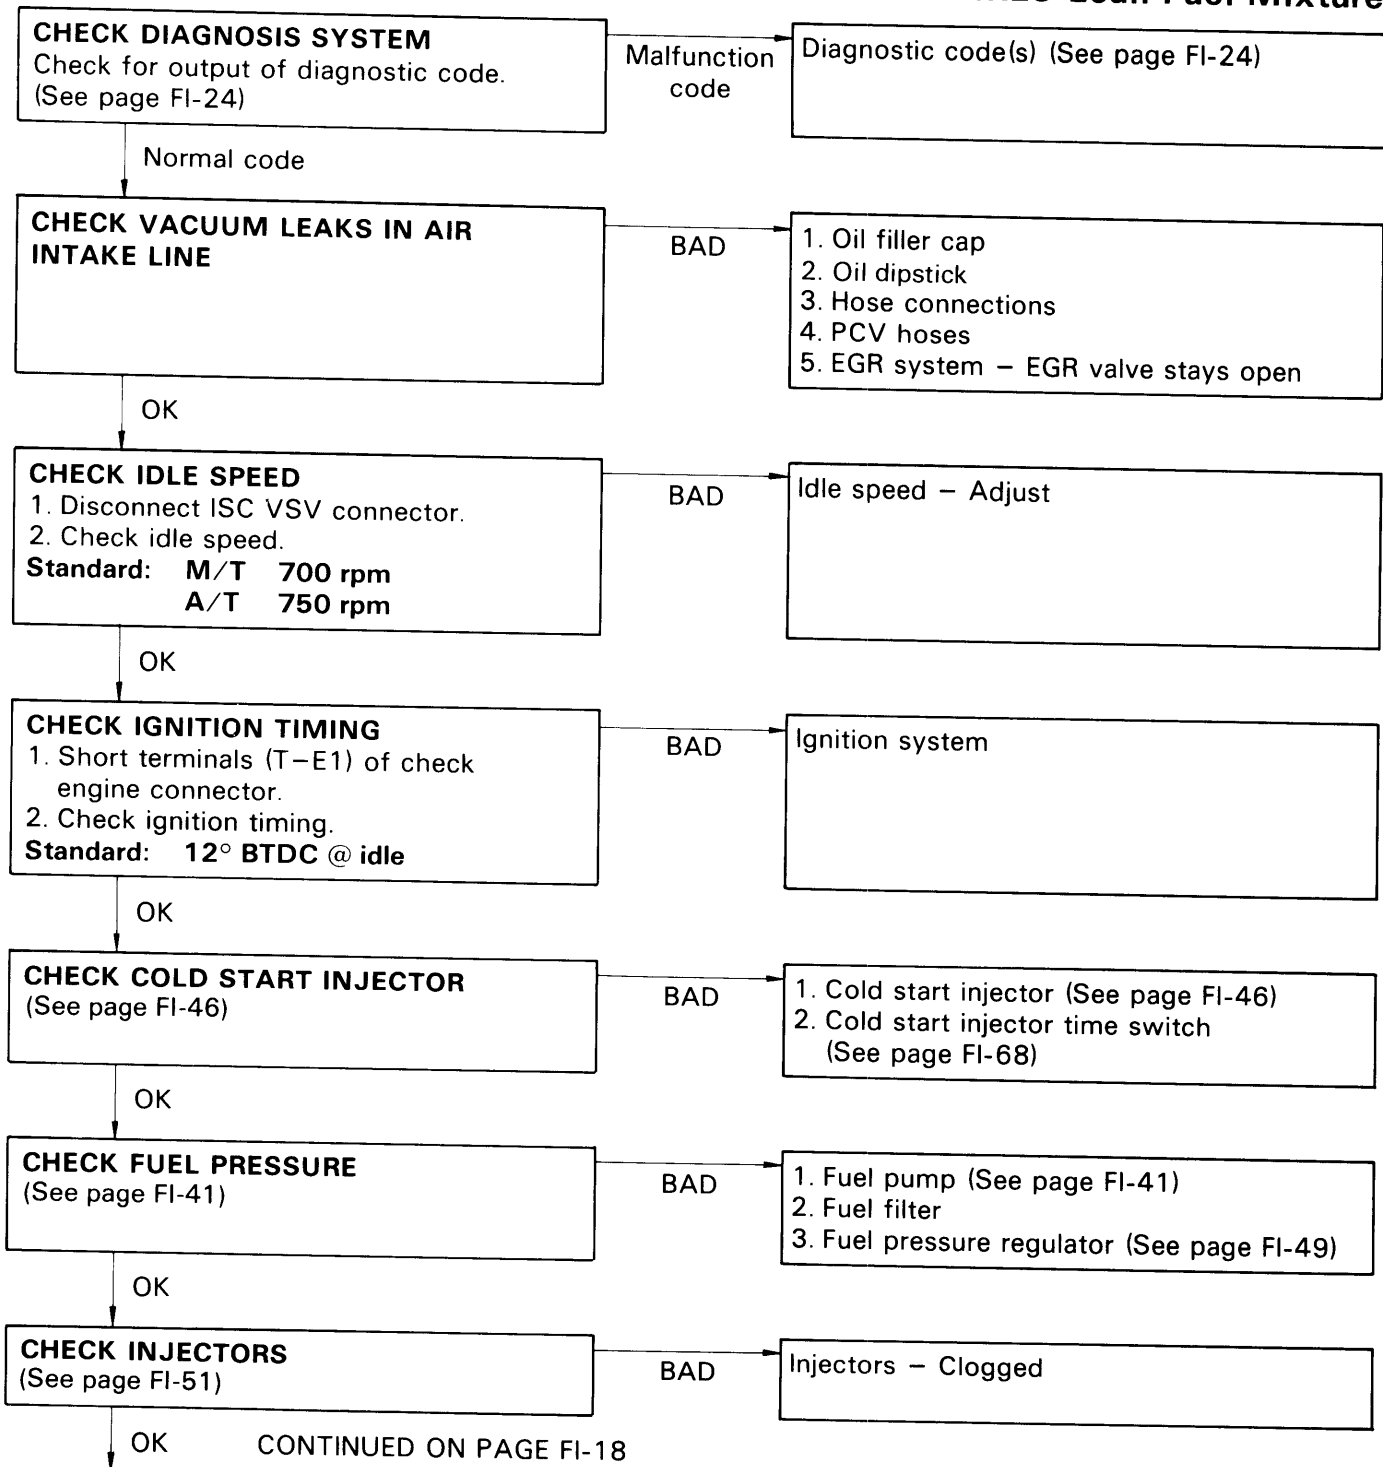 Lean Fuel Mixture
CHECK DIAGNOSIS SYSTEM
Check for output of diagnostic code.
(See page FI-24)
Malfunction
code
Diagnostic code(s) (See page FI-24)
Normal code
CHECK VACUUM LEAKS IN AIR
INTAKE LINE
BAD
1. Oil filler cap
2. Oil dipstick
3. Hose connections
4. PCV hoses
5. EGR system – EGR valve stays open
OK
CHECK IDLE SPEED
1. Disconnect ISC VSV connector.
2. Check idle speed.
Standard: M/T 700 rpm
A/T 750 rpm
BAD
Idle speed – Adjust
OK
CHECK IGNITION TIMING
1. Short terminals (T–E1) of check
engine connector.
2. Check ignition timing.
Standard: 12° BTDC @ idle
BAD
Ignition system
OK
CHECK COLD START INJECTOR
(See page FI-46)
BAD
1. Cold start injector (See page FI-46)
2. Cold start injector time switch
(See page FI-68)
OK
CHECK FUEL PRESSURE
(See page FI-41)
BAD
1. Fuel pump (See page FI-41)
2. Fuel filter
3. Fuel pressure regulator (See page FI-49)
OK
CHECK INJECTORS
(See page FI-51)
BAD
Injectors – Clogged
OK
CONTINUED ON PAGE FI-18